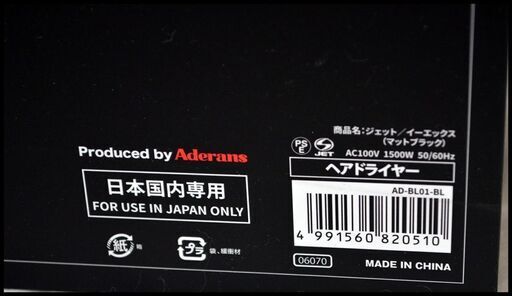 Produced by Aderans
日本国内専用
FOR USE IN JAPAN ONLY
紙 箱
プラ 袋、緩衝材
PS
E
JET
商品名：ジェット／イーエックス
（マットブラック）
AC100V 1500W 50/60Hz
ヘアドライヤー
AD-BL01-BL
4 991560 820510
06070
MADE IN CHINA